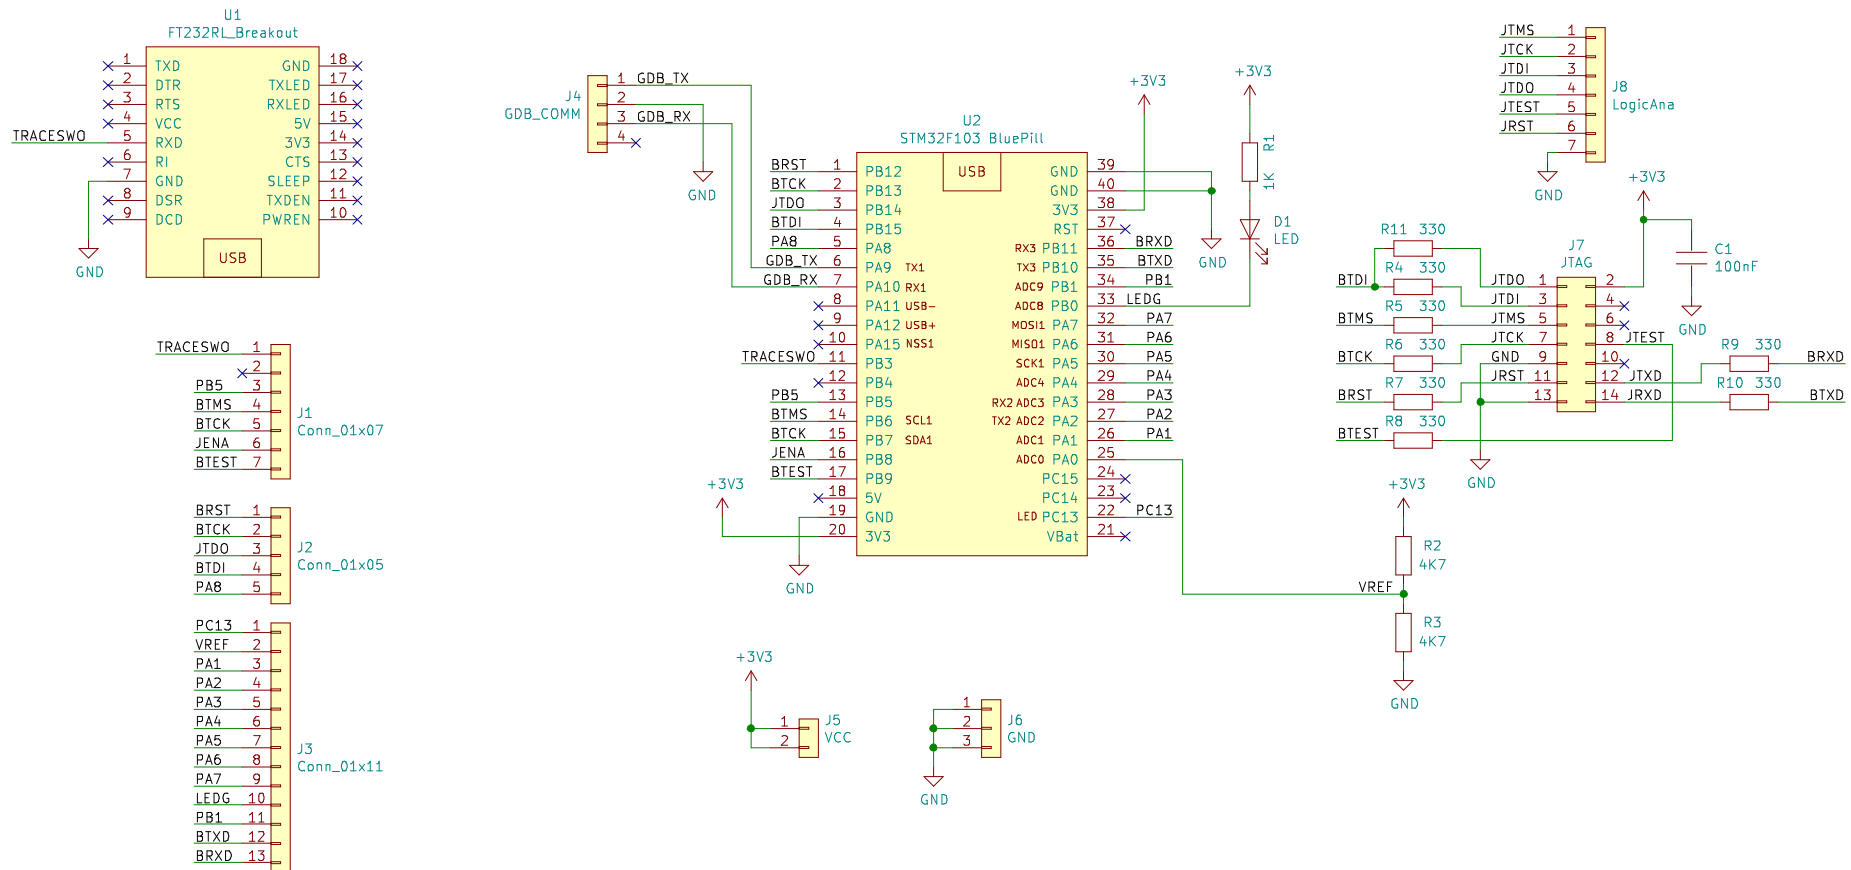 U1
FT232RL_Breakout
1 TXD GND 18
2 DTR TXLED 17
3 RTS RXLED 16
4 VCC 5V 15
TRACESWO 5 RXD 3V3 14
6 RI CTS 13
7 GND SLEEP 12
8 DSR TXDEN 11
9 DCD PWREN 10
USB
GND
J4
GDB_COMM
1 GDB_TX
2
3 GDB_RX
4
GND
U2
STM32F103 BluePill
USB
BRST 1 PB12 GND 39
BTCK 2 PB13 GND 40
JTDO 3 PB14 3V3 38
BTDI 4 PB15 RST 37
PA8 5 PA8 RX3 PB11 36 BRXD
GDB_TX 6 PA9 TX1 TX3 PB10 35 BTXD
GDB_RX 7 PA10 RX1 ADC9 PB1 34 PB1
8 PA11 USB- ADC8 PB0 33 LEDG
9 PA12 USB+ MOSI1 PA7 32 PA7
10 PA15 NSS1 MISO1 PA6 31 PA6
TRACESWO 11 PB3 SCK1 PA5 30 PA5
12 PB4 ADC4 PA4 29 PA4
PB5 13 PB5 RX2 ADC3 PA3 28 PA3
BTMS 14 PB6 SCL1 TX2 ADC2 PA2 27 PA2
BTCK 15 PB7 SDA1 ADC1 PA1 26 PA1
JENA 16 PB8 ADC0 PA0 25
BTEST 17 PB9 PC15 24
18 5V PC14 23
19 GND LED PC13 22 PC13
20 3V3 VBat 21
+3V3
GND
+3V3
GND
+3V3
R1
1K
D1
LED
JTMS 1
JTCK 2
JTDI 3
JTDO 4
JTEST 5
JRST 6
7
J8
LogicAna
GND
+3V3
C1
100nF
GND
J7
JTAG
R11 330
R4 330
BTDI JTDO 1 2
R5 330 JTDI 3 4
BTMS JTMS 5 6
R6 330 JTCK 7 8 JTEST
BTCK GND 9 10
R7 330 JRST 11 12 JTXD
BRST 13 14 JRXD
R8 330
BTEST
R9 330 BRXD
R10 330
BTXD
GND
+3V3
R2
4K7
VREF
R3
4K7
GND
TRACESWO 1
2
PB5 3
BTMS 4
BTCK 5
JENA 6
BTEST 7
J1
Conn_01x07
BRST 1
BTCK 2
JTDO 3
BTDI 4
PA8 5
J2
Conn_01x05
PC13 1
VREF 2
PA1 3
PA2 4
PA3 5
PA4 6
PA5 7
PA6 8
PA7 9
LEDG 10
PB1 11
BTXD 12
BRXD 13
J3
Conn_01x11
+3V3
1
2
J5
VCC
1
2
3
J6
GND
GND